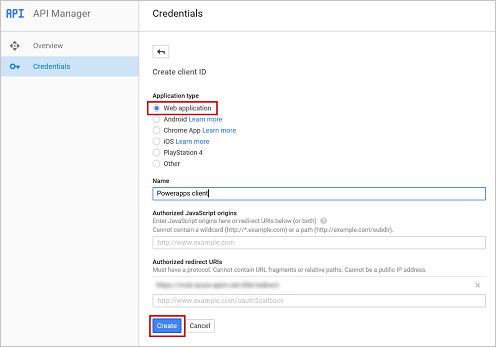 API API Manager
Overview
Credentials
Credentials
Create client ID
Application type
Web application
Android Learn more
Chrome App Learn more
iOS Learn more
PlayStation 4
Other
Name
Powerapps client
Authorized JavaScript origins
Enter JavaScript origins here or redirect URIs below (or both)
Cannot contain a wildcard (http://*.example.com) or a path (http://example.com/subdir).
http://www.example.com
Authorized redirect URIs
Must have a protocol. Cannot contain URL fragments or relative paths. Cannot be a public IP address.
http://www.example.com/oauth2callback
Create Cancel